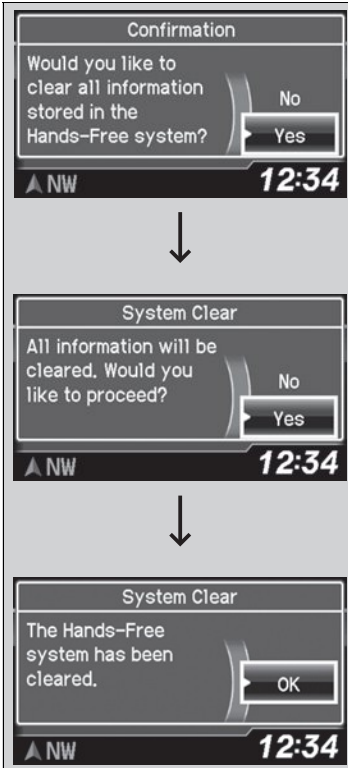 Confirmation
Would you like to
clear all information
stored in the
Hands-Free system?
No
Yes
NW
12:34
System Clear
All information will be
cleared. Would you
like to proceed?
No
Yes
NW
12:34
System Clear
The Hands-Free
system has been
cleared.
OK
NW
12:34